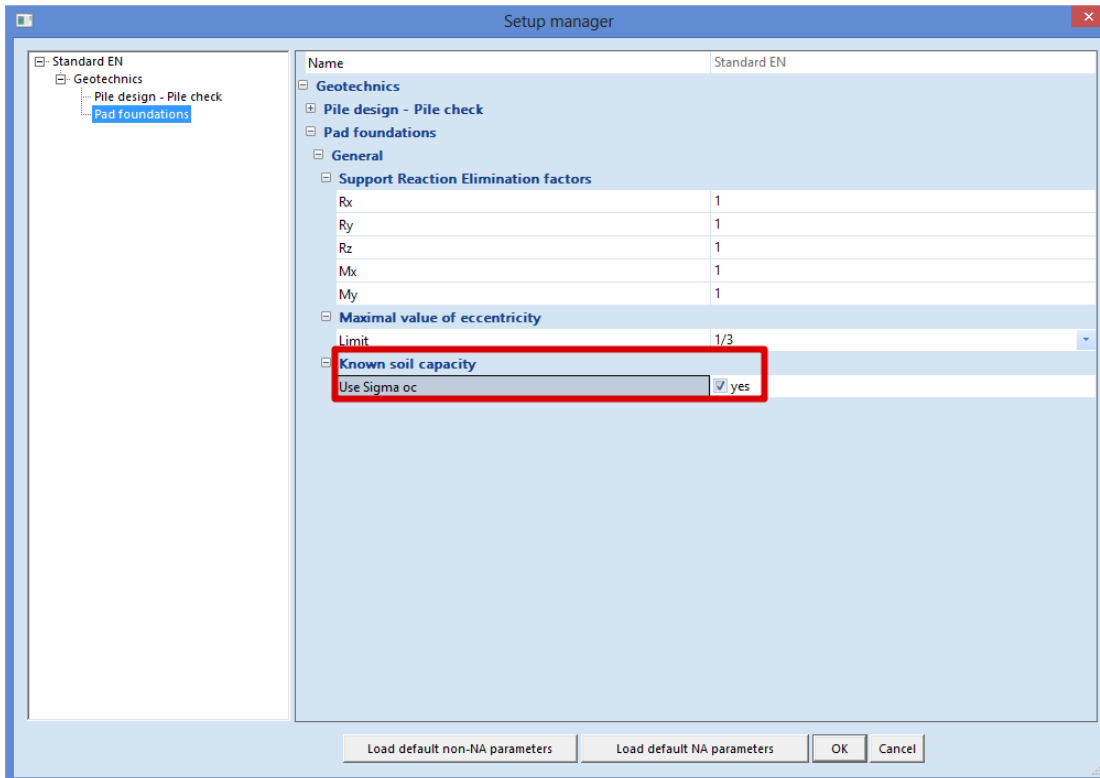 Setup manager
Standard EN
Geotechnics
Pile design - Pile check
Pad foundations
Name Standard EN
Geotechnics
Pile design - Pile check
Pad foundations
General
Support Reaction Elimination factors
Rx 1
Ry 1
Rz 1
Mx 1
My 1
Maximal value of eccentricity
Limit 1/3
Known soil capacity
Use Sigma oc yes
Load default non-NA parameters Load default NA parameters OK Cancel